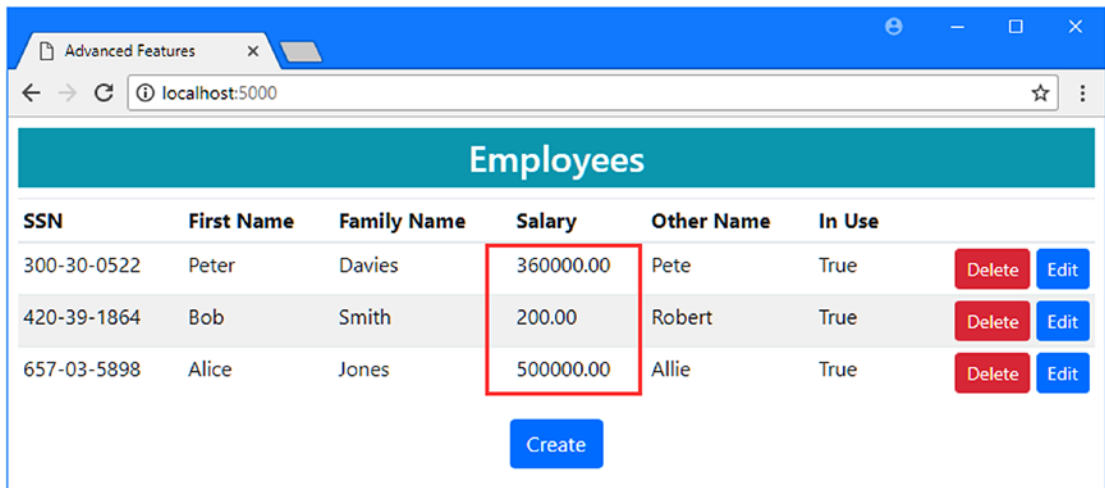 Advanced Features
localhost:5000
Employees
SSN First Name Family Name Salary Other Name In Use
300-30-0522 Peter Davies 360000.00 Pete True Delete Edit
420-39-1864 Bob Smith 200.00 Robert True Delete Edit
657-03-5898 Alice Jones 500000.00 Allie True Delete Edit
Create